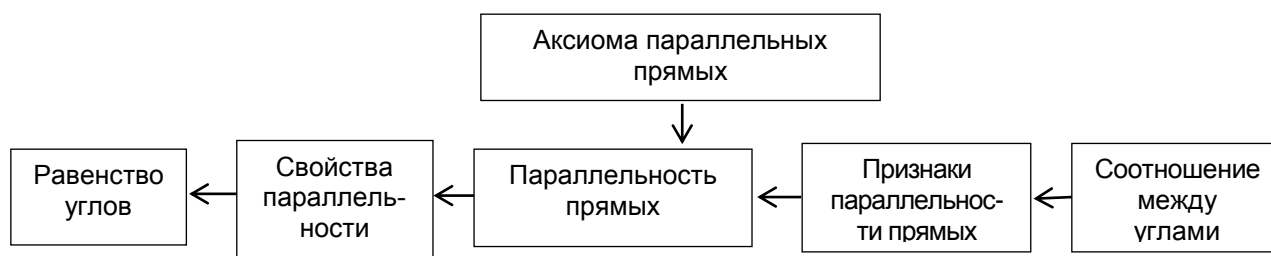 Аксиома параллельных
прямых
Равенство
углов
Свойства
параллель-
ности
Параллельность
прямых
Признаки
параллельнос-
ти прямых
Соотношение
между
углами